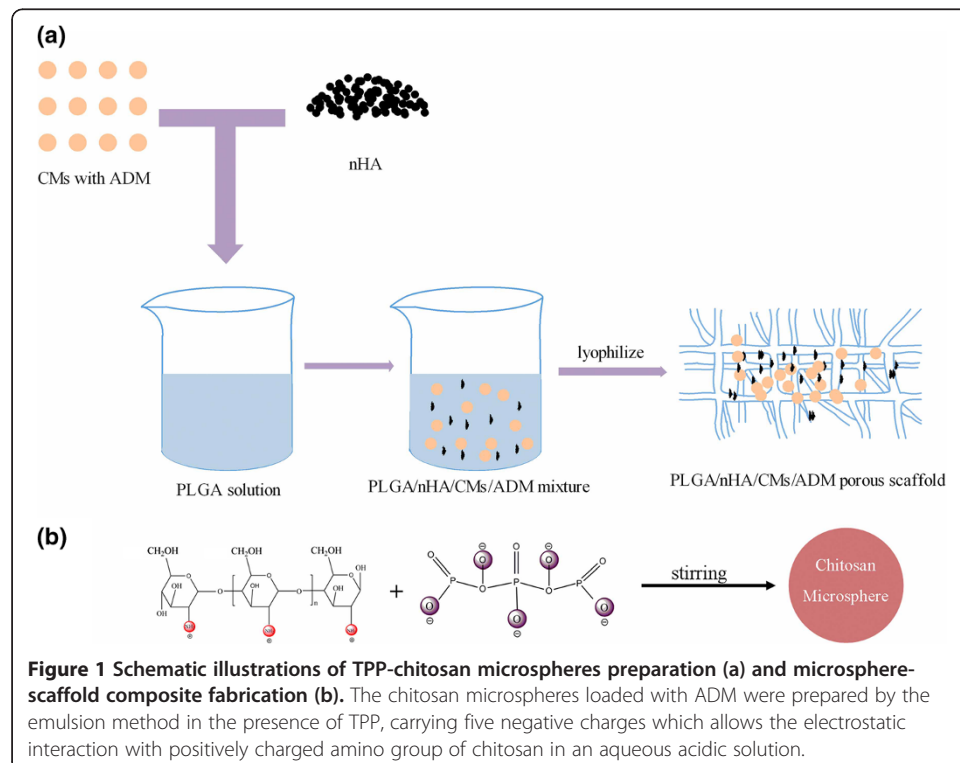 (a)
CMs with ADM
nHA
lyophilize
PLGA solution
PLGA/nHA/CMs/ADM mixture
PLGA/nHA/CMs/ADM porous scaffold
(b)
CH₂OH
CH₂OH
CH₂OH
O
O
O
OH
OH
OH
OH
OH
O
O
n
NH
NH
NH
⊕
⊕
⊕
+
⊖
⊖
O
O
O
O
O
P
P
P
O
O
O
O
O
⊖
⊖
⊖
stirring
Chitosan
Microsphere
Figure 1 Schematic illustrations of TPP-chitosan microspheres preparation (a) and microsphere-
scaffold composite fabrication (b). The chitosan microspheres loaded with ADM were prepared by the
emulsion method in the presence of TPP, carrying five negative charges which allows the electrostatic
interaction with positively charged amino group of chitosan in an aqueous acidic solution.